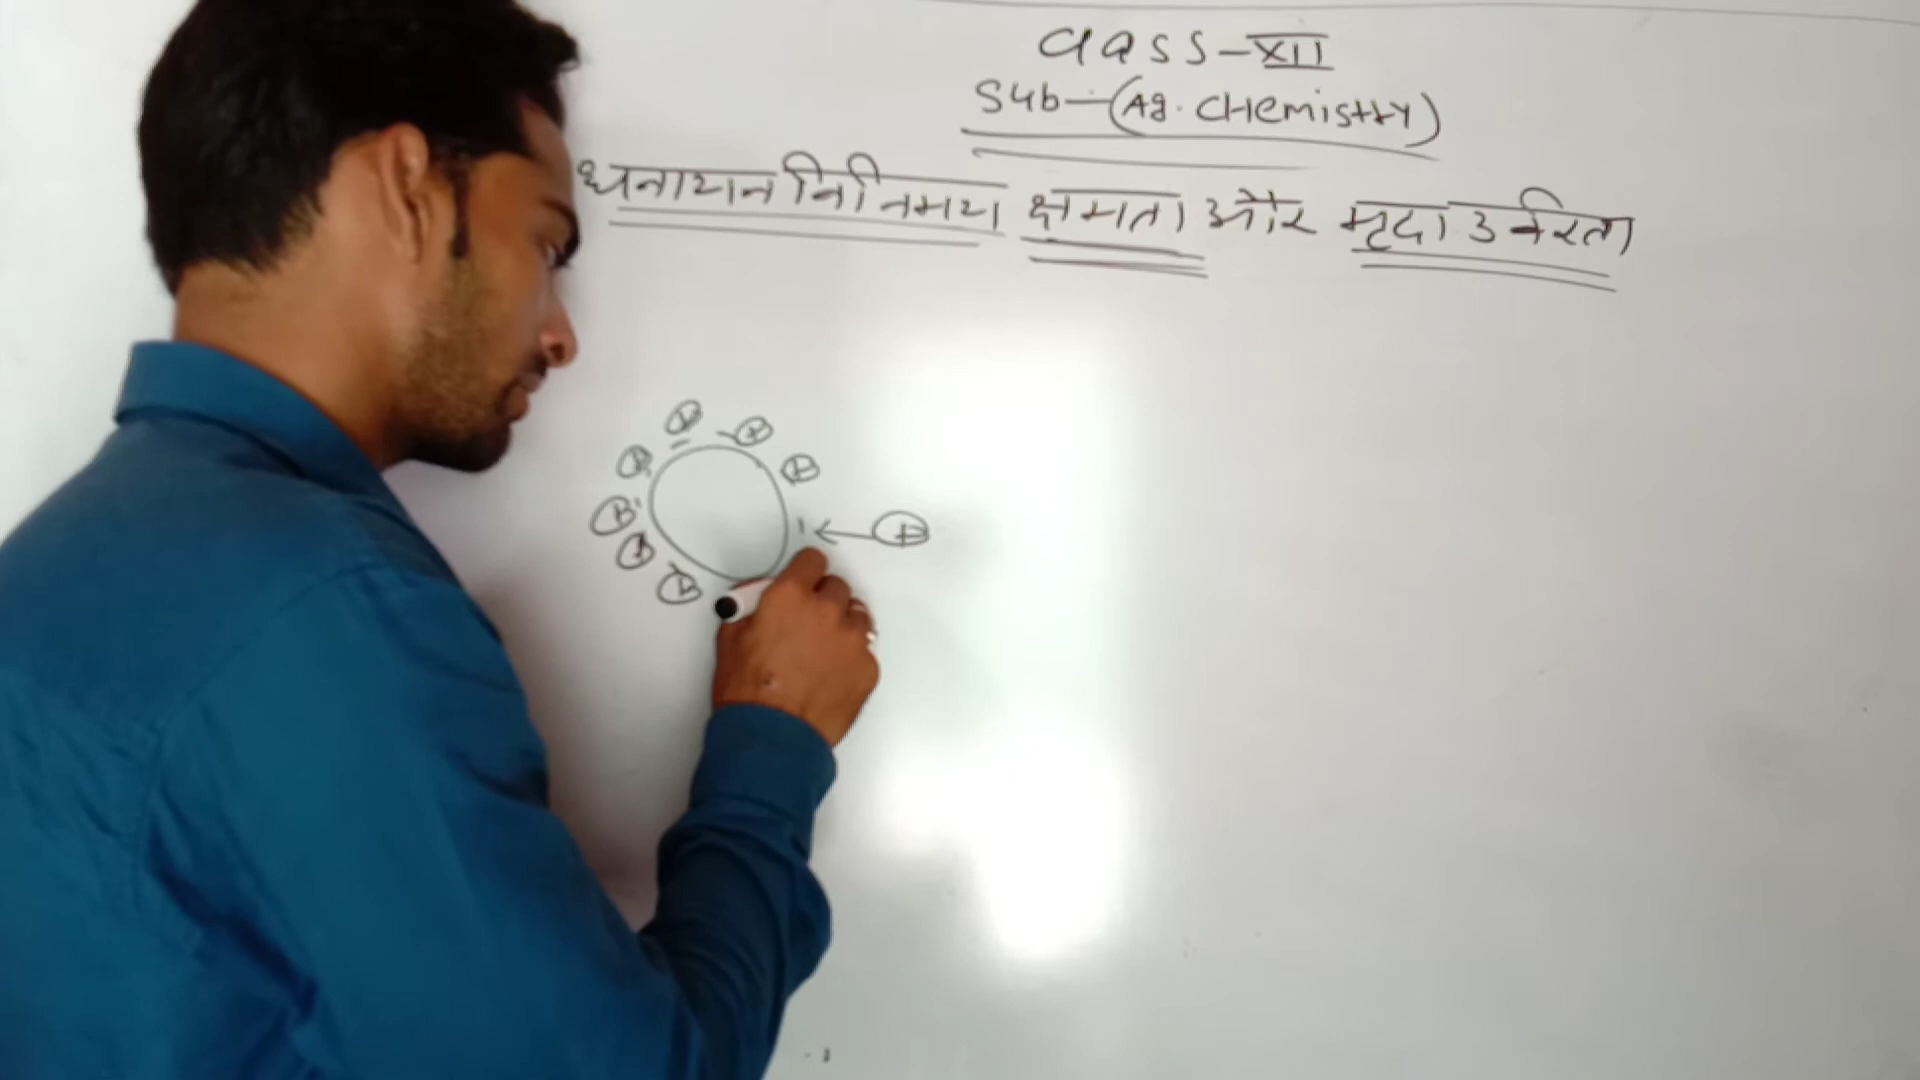 Class-XII
Sub-(Ag. Chemistry)
धनायन विनिमय क्षमता और मृदा उर्वरता